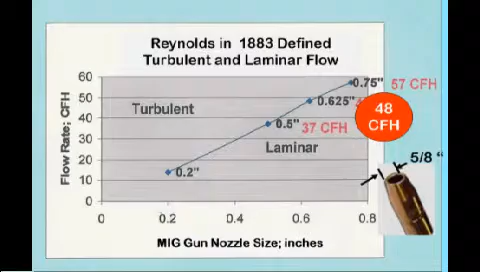 Reynolds in 1883 Defined
Turbulent and Laminar Flow
Flow Rate; CFH
60
50
40
30
20
10
0
0
0.2
0.4
0.6
0.8
MIG Gun Nozzle Size; inches
Turbulent
Laminar
0.75" 57 CFH
0.625"
48
CFH
0.5" 37 CFH
0.2"
5/8 "